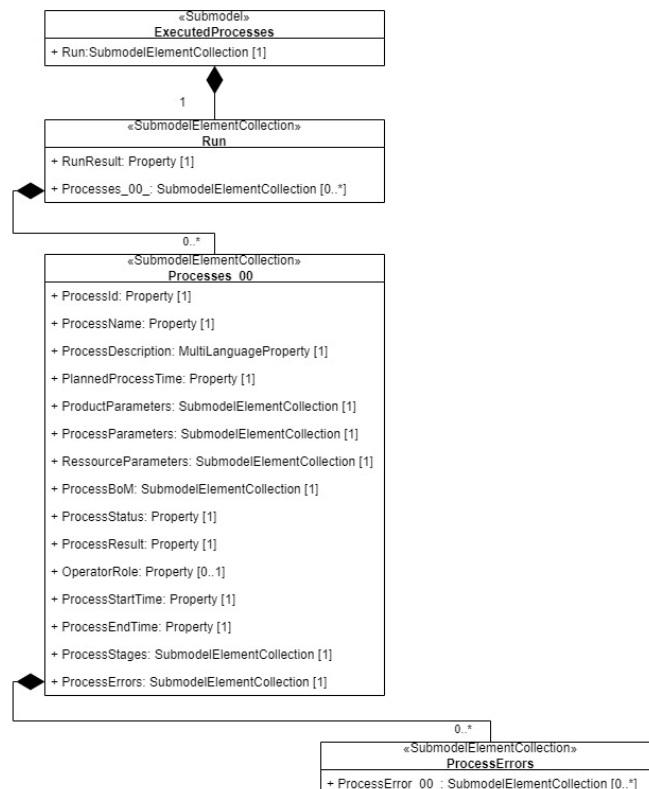 «Submodel»
ExecutedProcesses
+ Run:SubmodelElementCollection [1]
1
«SubmodelElementCollection»
Run
+ RunResult: Property [1]
+ Processes_00_: SubmodelElementCollection [0..*]
0..*
«SubmodelElementCollection»
Processes_00
+ ProcessId: Property [1]
+ ProcessName: Property [1]
+ ProcessDescription: MultiLanguageProperty [1]
+ PlannedProcessTime: Property [1]
+ ProductParameters: SubmodelElementCollection [1]
+ ProcessParameters: SubmodelElementCollection [1]
+ RessourceParameters: SubmodelElementCollection [1]
+ ProcessBoM: SubmodelElementCollection [1]
+ ProcessStatus: Property [1]
+ ProcessResult: Property [1]
+ OperatorRole: Property [0..1]
+ ProcessStartTime: Property [1]
+ ProcessEndTime: Property [1]
+ ProcessStages: SubmodelElementCollection [1]
+ ProcessErrors: SubmodelElementCollection [1]
0..*
«SubmodelElementCollection»
ProcessErrors
+ ProcessError_00_: SubmodelElementCollection [0..*]